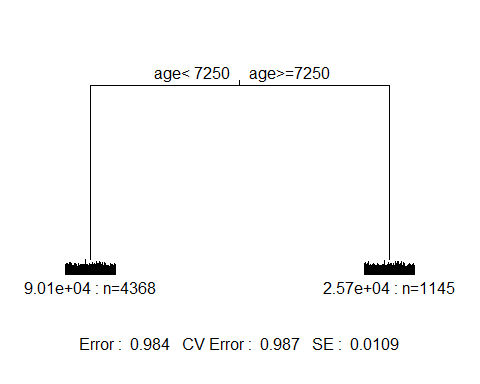 age< 7250 age>=7250
9.01e+04 : n=4368 2.57e+04 : n=1145
Error : 0.984 CV Error : 0.987 SE : 0.0109